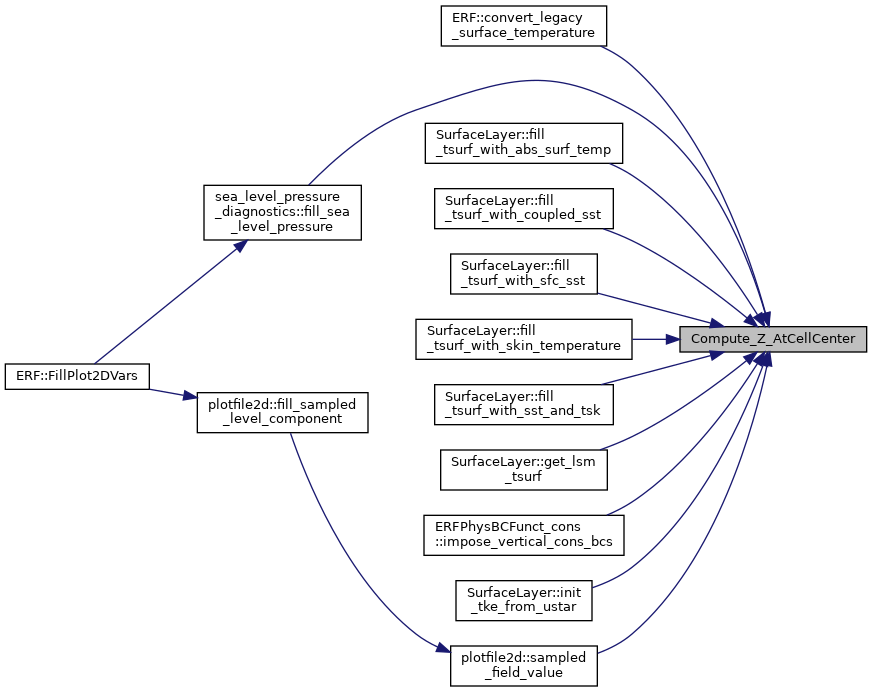 ERF::convert_legacy
_surface_temperature
SurfaceLayer::fill
_tsurf_with_abs_surf_temp
sea_level_pressure
_diagnostics::fill_sea
_level_pressure
SurfaceLayer::fill
_tsurf_with_coupled_sst
SurfaceLayer::fill
_tsurf_with_sfc_sst
SurfaceLayer::fill
_tsurf_with_skin_temperature
Compute_Z_AtCellCenter
ERF::FillPlot2DVars
plotfile2d::fill_sampled
_level_component
SurfaceLayer::fill
_tsurf_with_sst_and_tsk
SurfaceLayer::get_lsm
_tsurf
ERFPhysBCFunct_cons
::impose_vertical_cons_bcs
SurfaceLayer::init
_tke_from_ustar
plotfile2d::sampled
_field_value